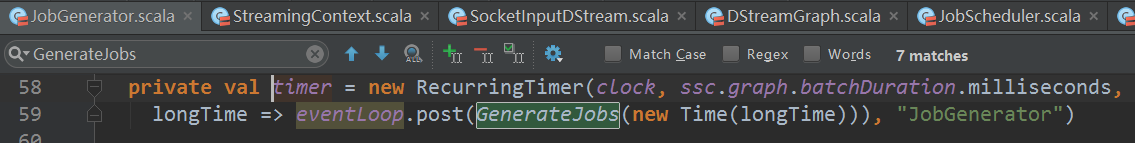 JobGenerator.scala StreamingContext.scala SocketInputDStream.scala DStreamGraph.scala JobScheduler.scala
GenerateJobs Match Case Regex Words 7 matches
58 private val timer = new RecurringTimer(clock, ssc.graph.batchDuration.milliseconds,
59 longTime => eventLoop.post(GenerateJobs(new Time(longTime))), "JobGenerator")
60